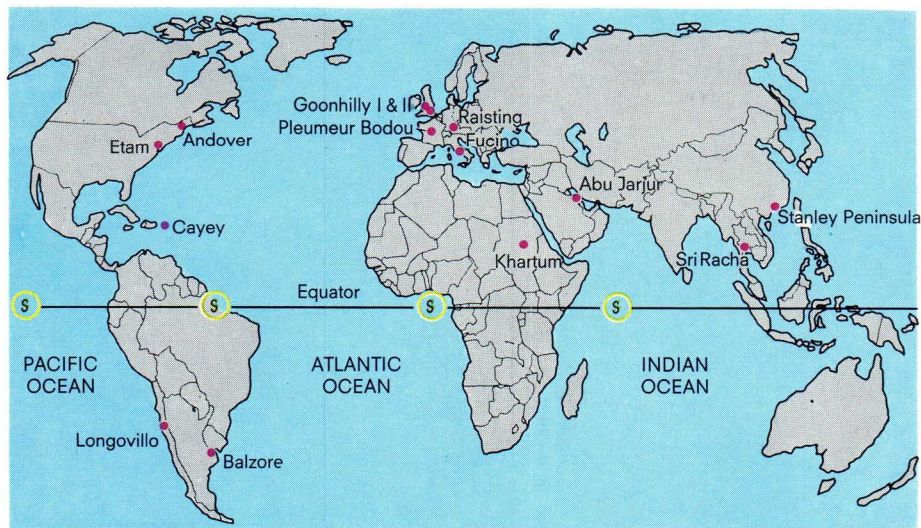 Goonhilly I & II
Pleumeur Bodou
Raisting
Fucino
Andover
Etam
Abu Jarjur
Cayey
Stanley Peninsula
Khartum
Sri Racha
Equator
S
S
S
S
PACIFIC
OCEAN
ATLANTIC
OCEAN
INDIAN
OCEAN
Longovillo
Balzore